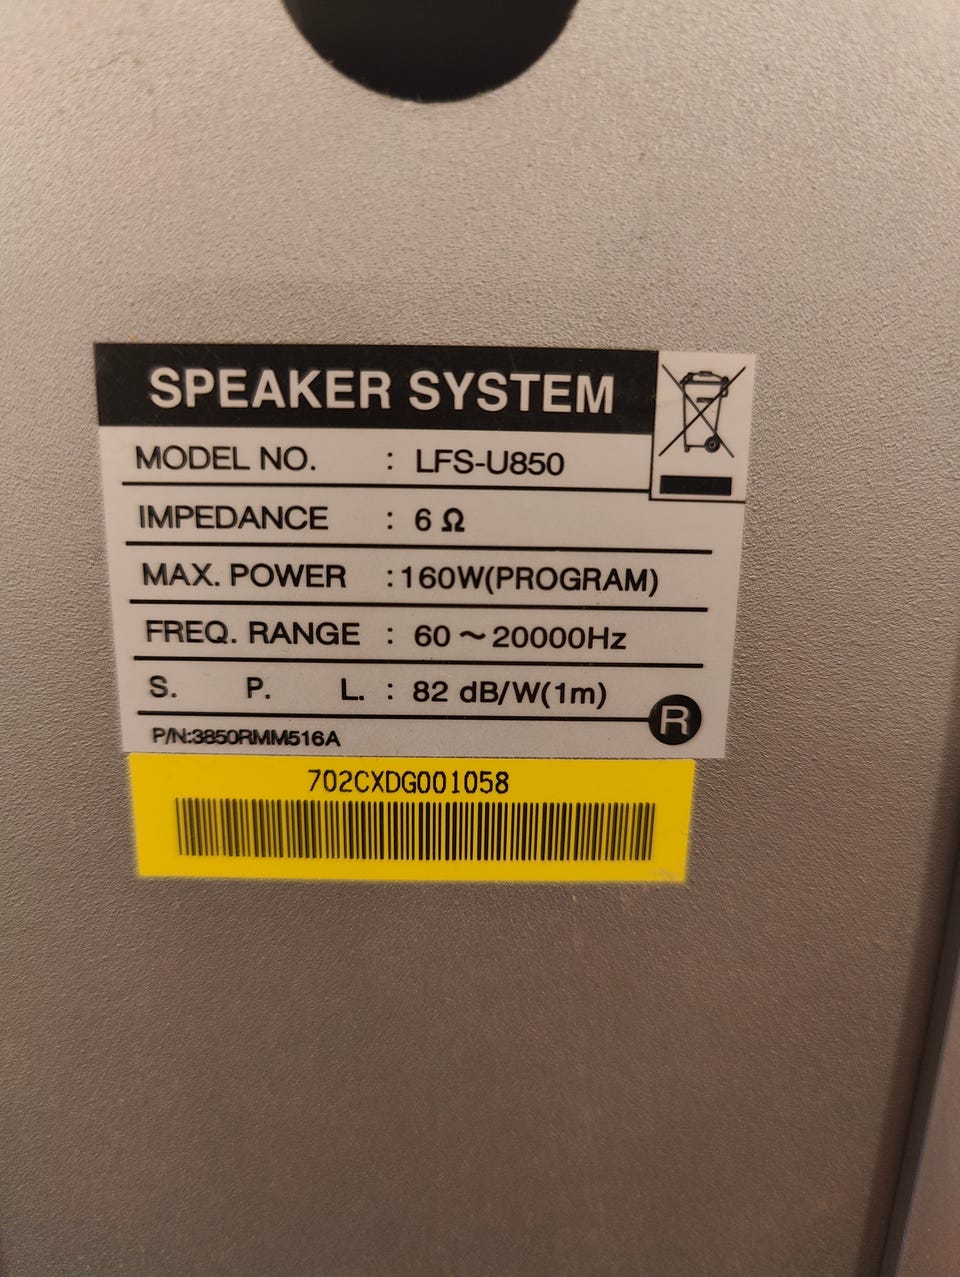 SPEAKER SYSTEM
MODEL NO. : LFS-U850
IMPEDANCE : 6 Ω
MAX. POWER :160W(PROGRAM)
FREQ. RANGE : 60 ~ 20000Hz
S. P. L. : 82 dB/W(1m)
R
P/N:3850RMM516A
702CXDG001058